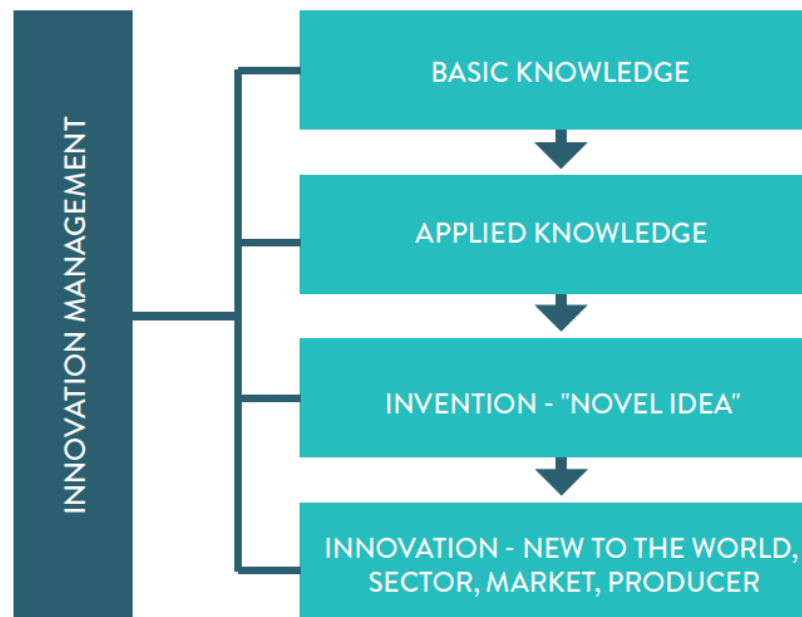 INNOVATION MANAGEMENT
BASIC KNOWLEDGE
APPLIED KNOWLEDGE
INVENTION - "NOVEL IDEA"
INNOVATION - NEW TO THE WORLD,
SECTOR, MARKET, PRODUCER